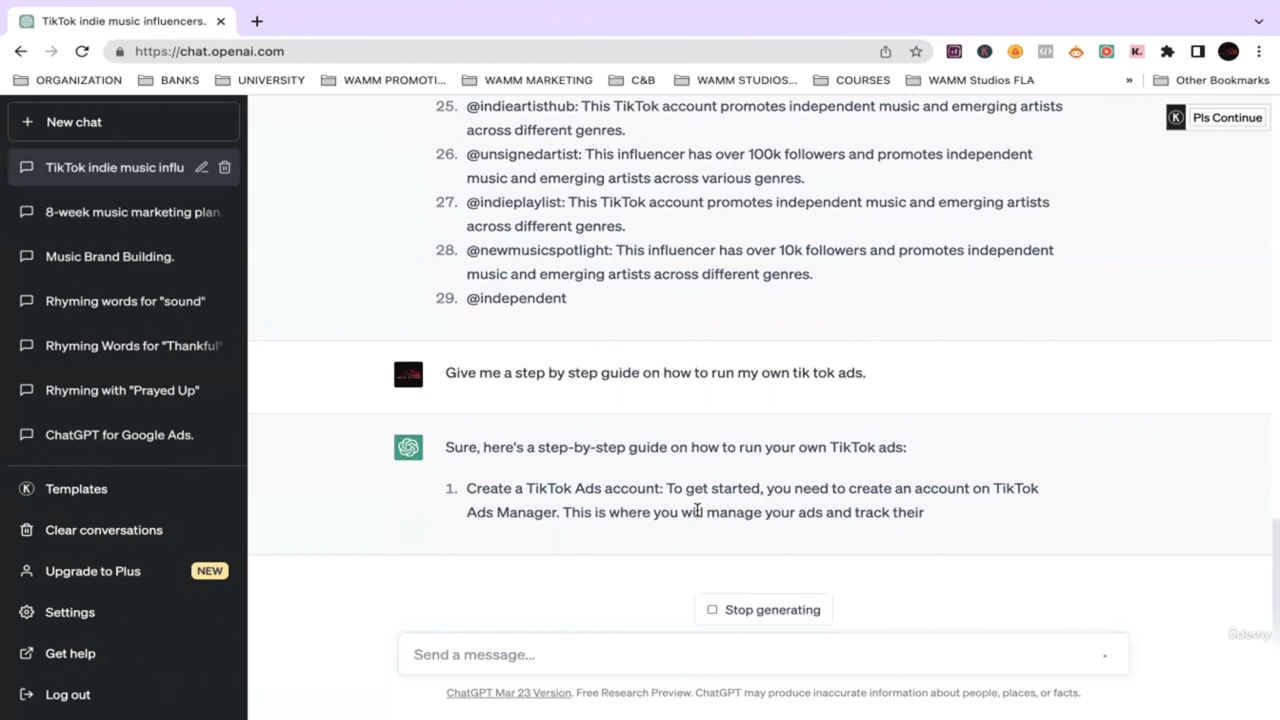 TikTok indie music influencers.
https://chat.openai.com
ORGANIZATION BANKS UNIVERSITY WAMM PROMOTI... WAMM MARKETING C&B WAMM STUDIOS... COURSES WAMM Studios FLA » Other Bookmarks
New chat
TikTok indie music influ
8-week music marketing plan.
Music Brand Building.
Rhyming words for "sound"
Rhyming Words for "Thankful"
Rhyming with "Prayed Up"
ChatGPT for Google Ads.
Templates
Clear conversations
Upgrade to Plus NEW
Settings
Get help
Log out
K Pls Continue
25. @indieartisthub: This TikTok account promotes independent music and emerging artists
across different genres.
26. @unsignedartist: This influencer has over 100k followers and promotes independent
music and emerging artists across various genres.
27. @indieplaylist: This TikTok account promotes independent music and emerging artists
across different genres.
28. @newmusicspotlight: This influencer has over 10k followers and promotes independent
music and emerging artists across different genres.
29. @independent
Give me a step by step guide on how to run my own tik tok ads.
Sure, here's a step-by-step guide on how to run your own TikTok ads:
1. Create a TikTok Ads account: To get started, you need to create an account on TikTok
Ads Manager. This is where you will manage your ads and track their
Stop generating
Send a message...
ChatGPT Mar 23 Version. Free Research Preview. ChatGPT may produce inaccurate information about people, places, or facts.
ûdemy